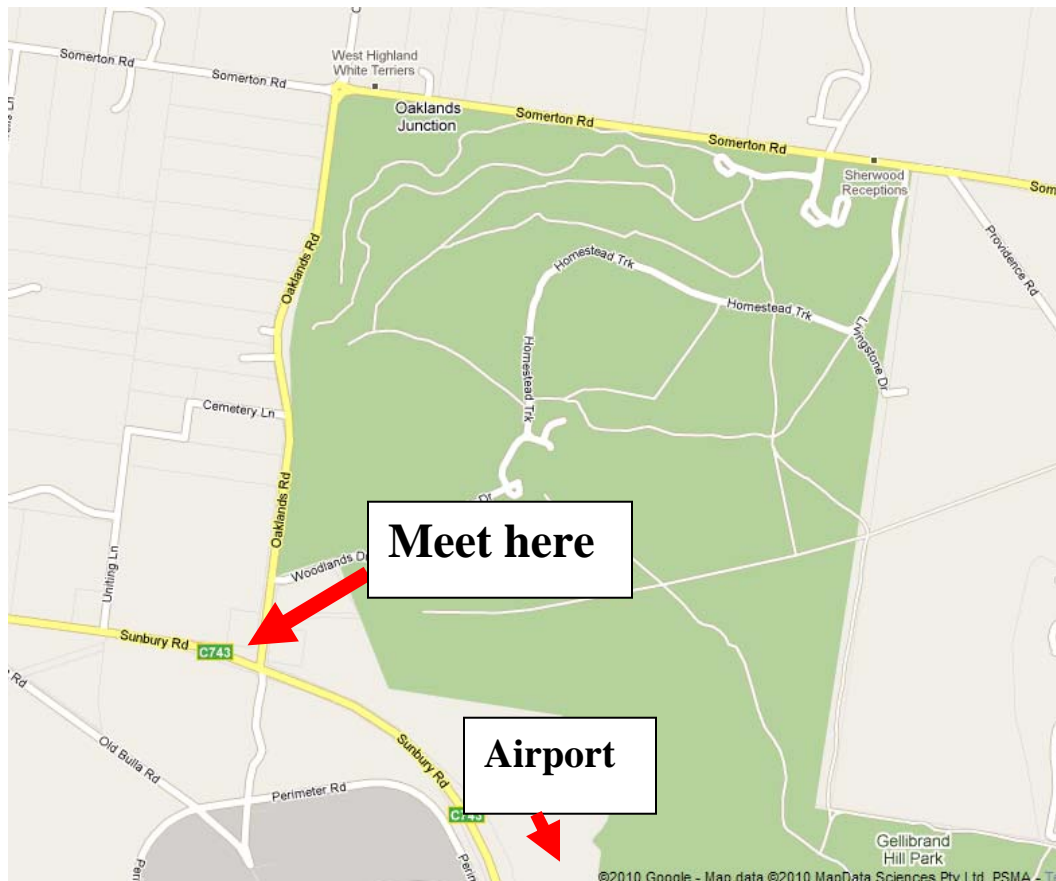 West Highland
White Terriers
Somerton Rd
Somerton Rd
Oaklands
Junction
Somerton Rd
Somerton Rd
Sherwood
Receptions
Providence Rd
Oaklands Rd
Homestead Trk
Homestead Trk
Livingstone Dr
Homestead Trk
Cemetery Ln
Oaklands Rd
Dr
Meet here
Woodlands Dr
Uniting Ln
Sunbury Rd
C743
Old Bulla Rd
Sunbury Rd
Airport
Perimeter Rd
C743
Gellibrand
Hill Park
©2010 Google - Map data ©2010 MapData Sciences Pty Ltd, PSMA -